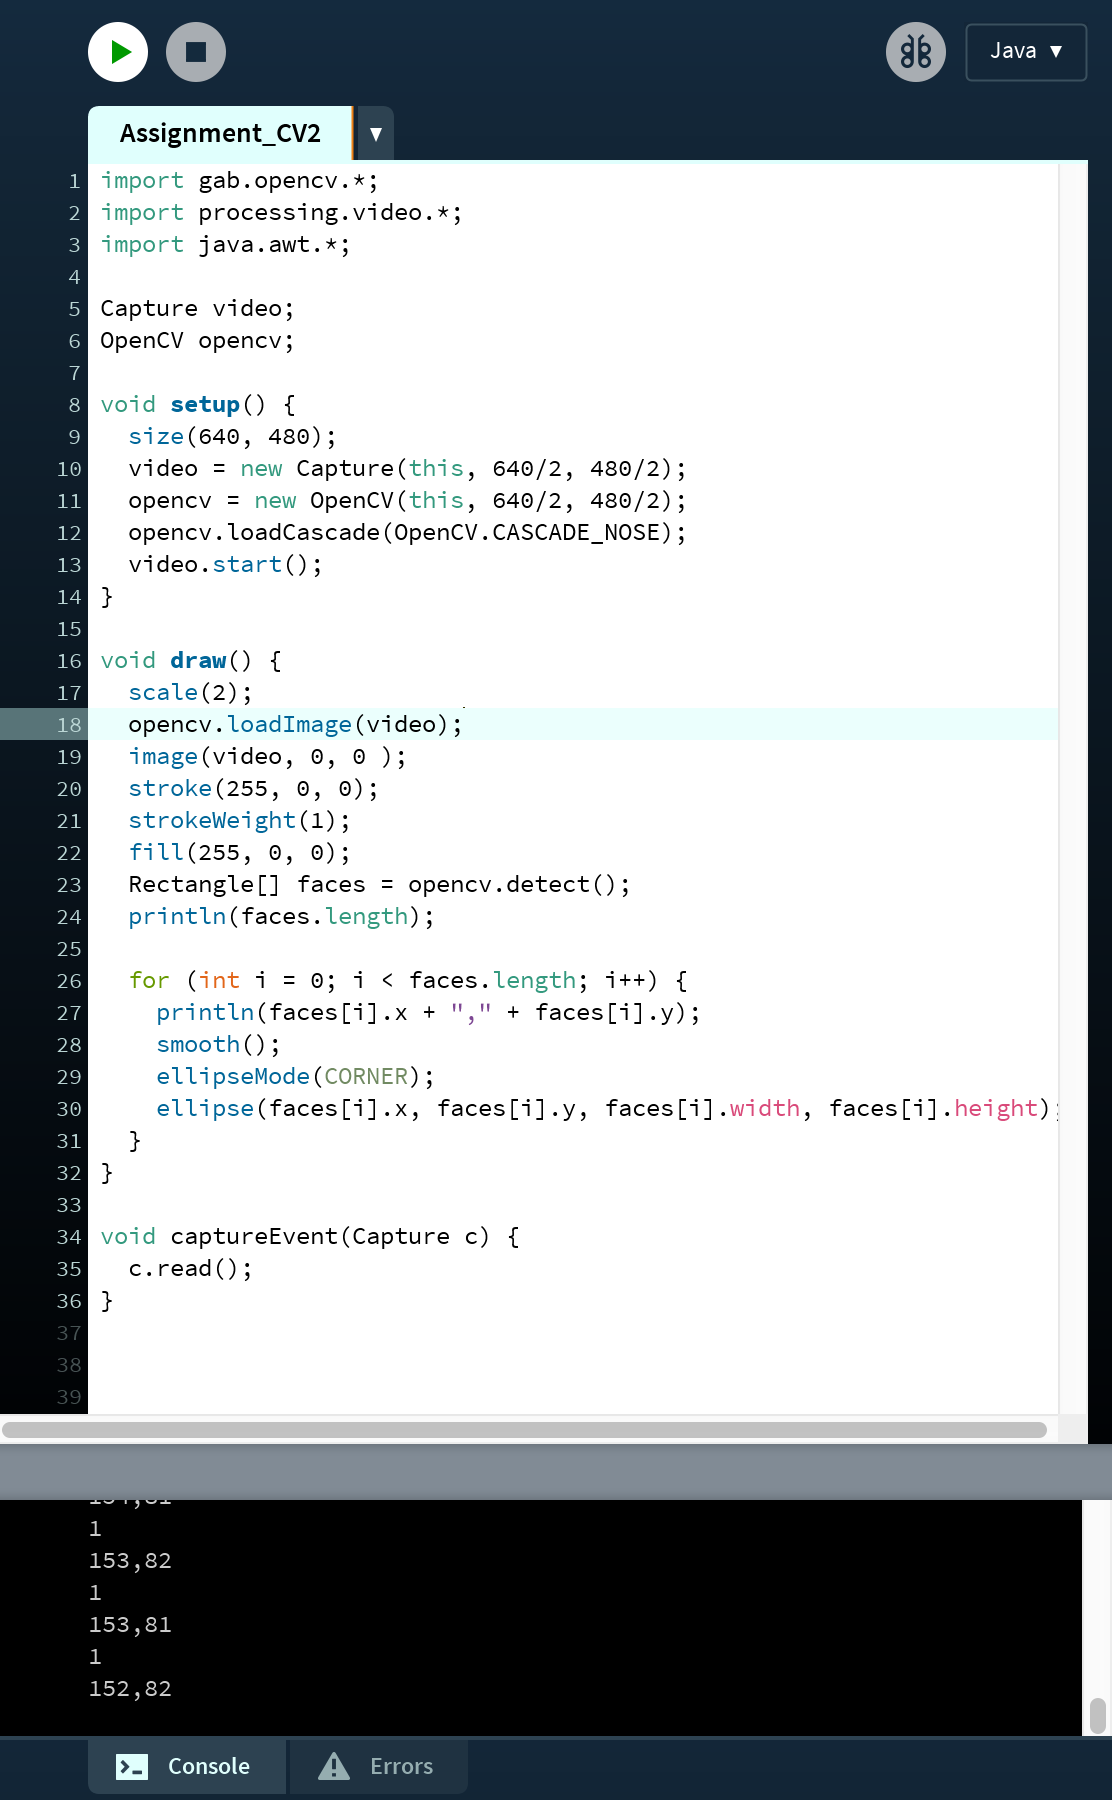 Java ▼
Assignment_CV2 ▼
1 import gab.opencv.*;
2 import processing.video.*;
3 import java.awt.*;
4
5 Capture video;
6 OpenCV opencv;
7
8 void setup() {
9   size(640, 480);
10   video = new Capture(this, 640/2, 480/2);
11   opencv = new OpenCV(this, 640/2, 480/2);
12   opencv.loadCascade(OpenCV.CASCADE_NOSE);
13   video.start();
14 }
15
16 void draw() {
17   scale(2);
18   opencv.loadImage(video);
19   image(video, 0, 0 );
20   stroke(255, 0, 0);
21   strokeWeight(1);
22   fill(255, 0, 0);
23   Rectangle[] faces = opencv.detect();
24   println(faces.length);
25
26   for (int i = 0; i < faces.length; i++) {
27     println(faces[i].x + "," + faces[i].y);
28     smooth();
29     ellipseMode(CORNER);
30     ellipse(faces[i].x, faces[i].y, faces[i].width, faces[i].height);
31   }
32 }
33
34 void captureEvent(Capture c) {
35   c.read();
36 }
37
38
39
1
153,82
1
153,81
1
152,82
Console Errors